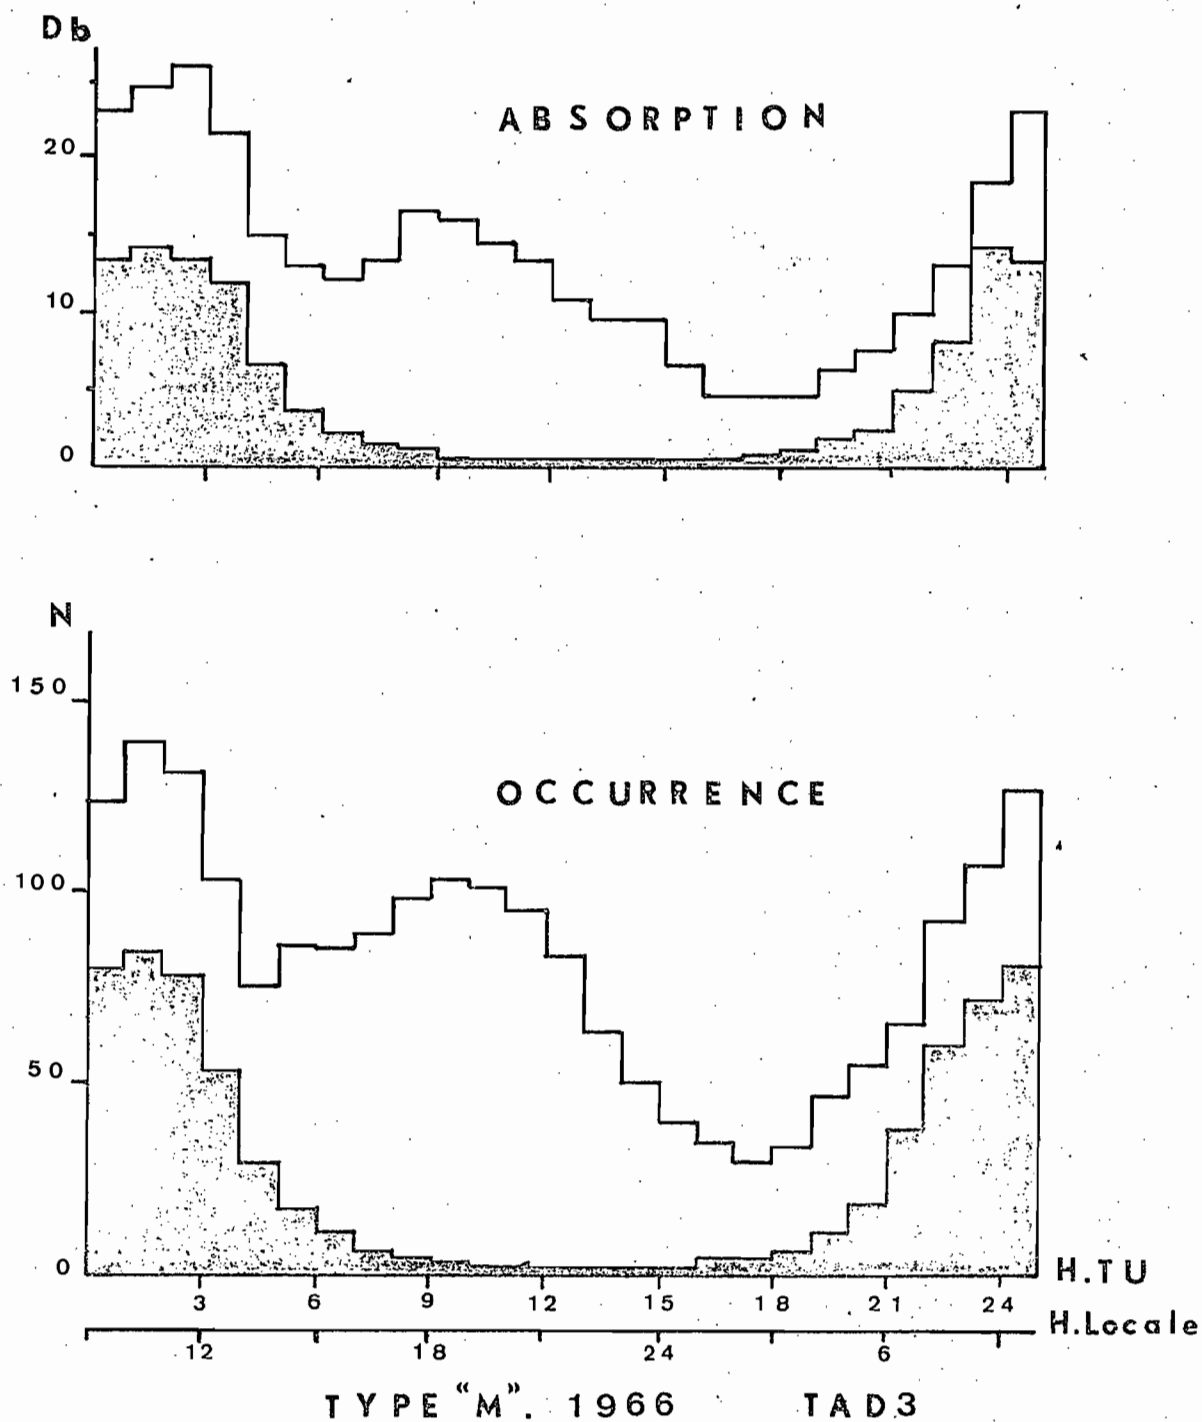 Db
ABSORPTION
20
10
0
N
150
OCCURRENCE
100
50
0
H.TU
3 6 9 12 15 18 21 24
H.Locale
12 18 24 6
TYPE "M". 1966 TAD3